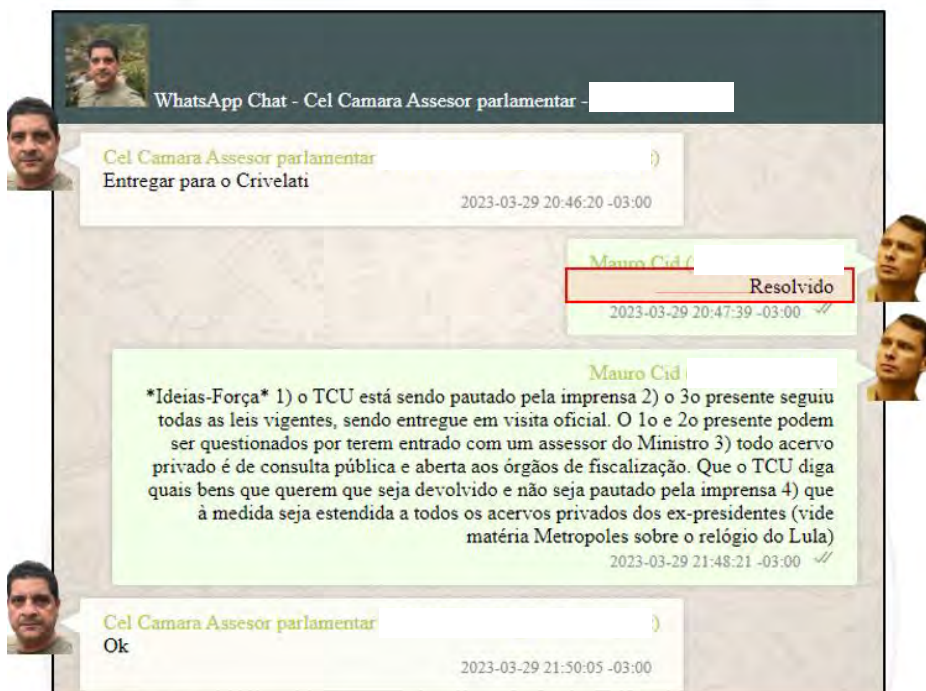 WhatsApp Chat - Cel Camara Assesor parlamentar -
Cel Camara Assesor parlamentar
Entregar para o Crivelati
2023-03-29 20:46:20 -03:00
Mauro Cid (
Resolvido
2023-03-29 20:47:39 -03:00
Mauro Cid (
*Ideias-Força* 1) o TCU está sendo pautado pela imprensa 2) o 3o presente seguiu
todas as leis vigentes, sendo entregue em visita oficial. O 1o e 2o presente podem
ser questionados por terem entrado com um assessor do Ministro 3) todo acervo
privado é de consulta pública e aberta aos órgãos de fiscalização. Que o TCU diga
quais bens que querem que seja devolvido e não seja pautado pela imprensa 4) que
à medida seja estendida a todos os acervos privados dos ex-presidentes (vide
matéria Metropoles sobre o relógio do Lula)
2023-03-29 21:48:21 -03:00
Cel Camara Assesor parlamentar
Ok
2023-03-29 21:50:05 -03:00